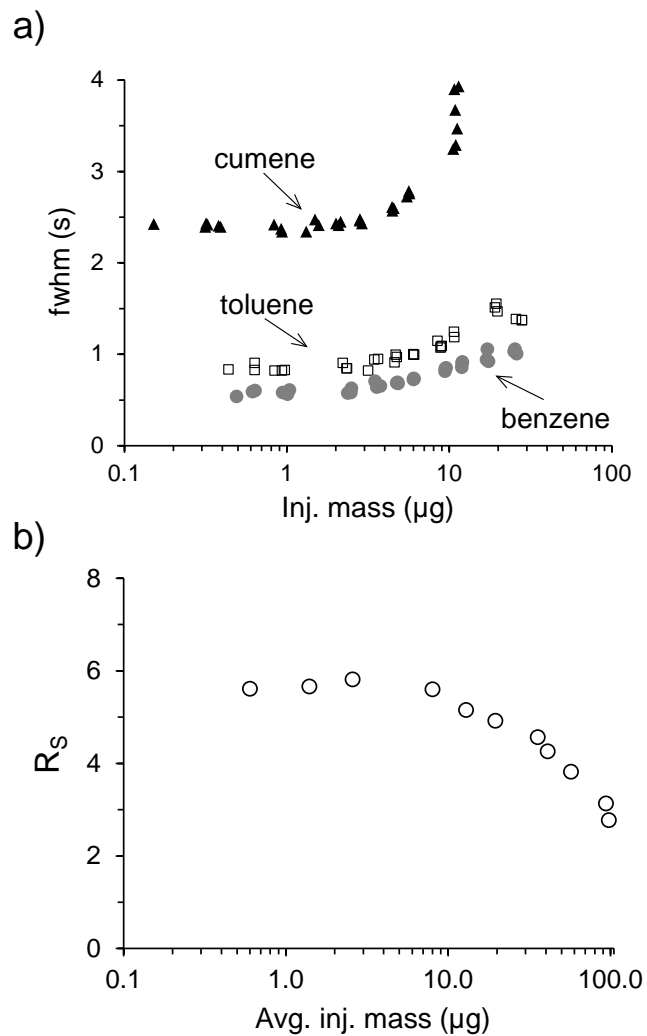 a)
4
3
2
1
0
fwhm (s)
cumene
toluene
benzene
0.1 1 10 100
Inj. mass (µg)
b)
8
6
4
2
0
R_S
0.1 1.0 10.0 100.0
Avg. inj. mass (µg)